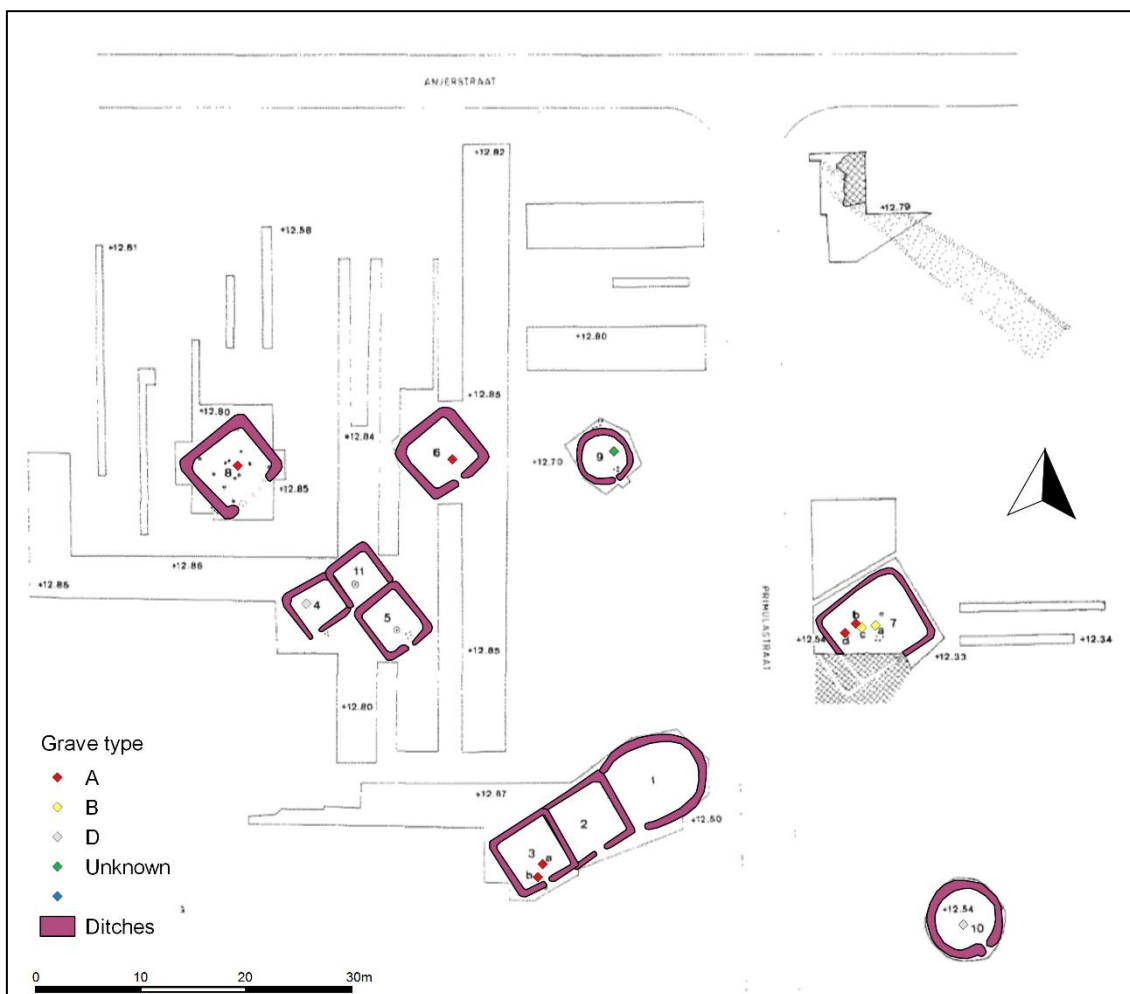 ANJERSTRAAT
+12.82
+12.79
+12.58
+12.81
+12.80
+12.85
+12.80
+12.84
6
9
+12.70
8
+12.85
+12.86
11
+12.86
4
5
PRIMULASTRAAT
b
+12.54
c
a
7
d
+12.34
+12.33
+12.85
+12.80
Grave type
A
B
D
Unknown
Ditches
1
+12.87
2
+12.50
3
a
b
+12.54
10
0 10 20 30m